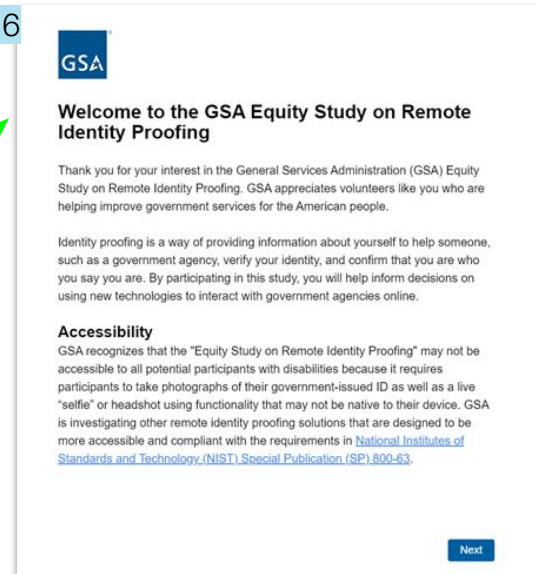 6
GSA
Welcome to the GSA Equity Study on Remote
Identity Proofing
Thank you for your interest in the General Services Administration (GSA) Equity
Study on Remote Identity Proofing. GSA appreciates volunteers like you who are
helping improve government services for the American people.
Identity proofing is a way of providing information about yourself to help someone,
such as a government agency, verify your identity, and confirm that you are who
you say you are. By participating in this study, you will help inform decisions on
using new technologies to interact with government agencies online.
Accessibility
GSA recognizes that the "Equity Study on Remote Identity Proofing" may not be
accessible to all potential participants with disabilities because it requires
participants to take photographs of their government-issued ID as well as a live
“selfie” or headshot using functionality that may not be native to their device. GSA
is investigating other remote identity proofing solutions that are designed to be
more accessible and compliant with the requirements in National Institutes of
Standards and Technology (NIST) Special Publication (SP) 800-63.
Next